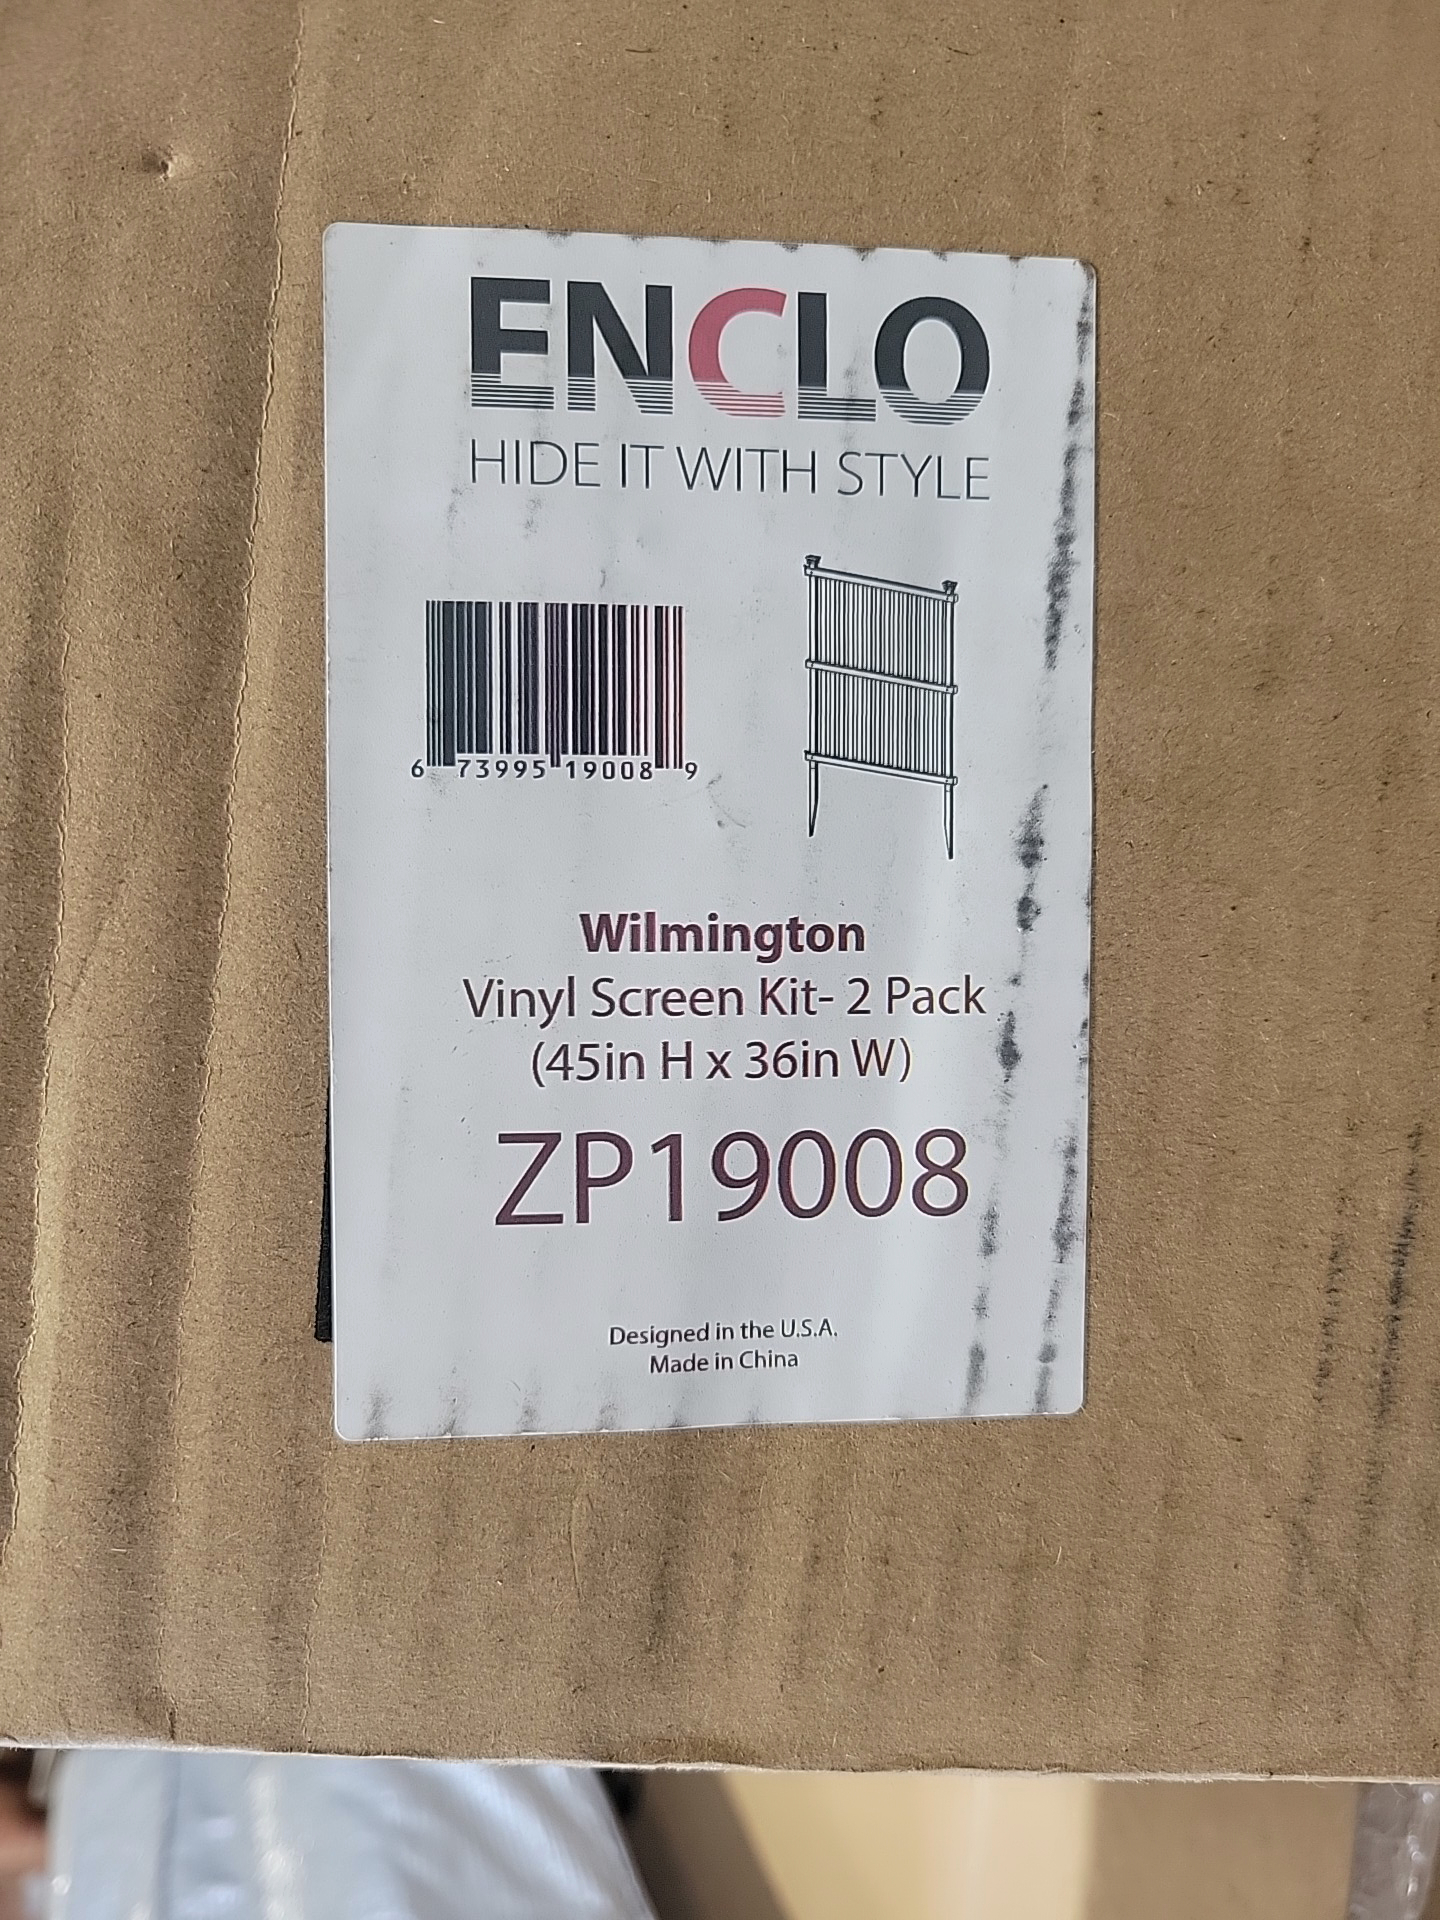 ENCLO
HIDE IT WITH STYLE
6 73995 19008 9
Wilmington
Vinyl Screen Kit- 2 Pack
(45in H x 36in W)
ZP19008
Designed in the U.S.A.
Made in China